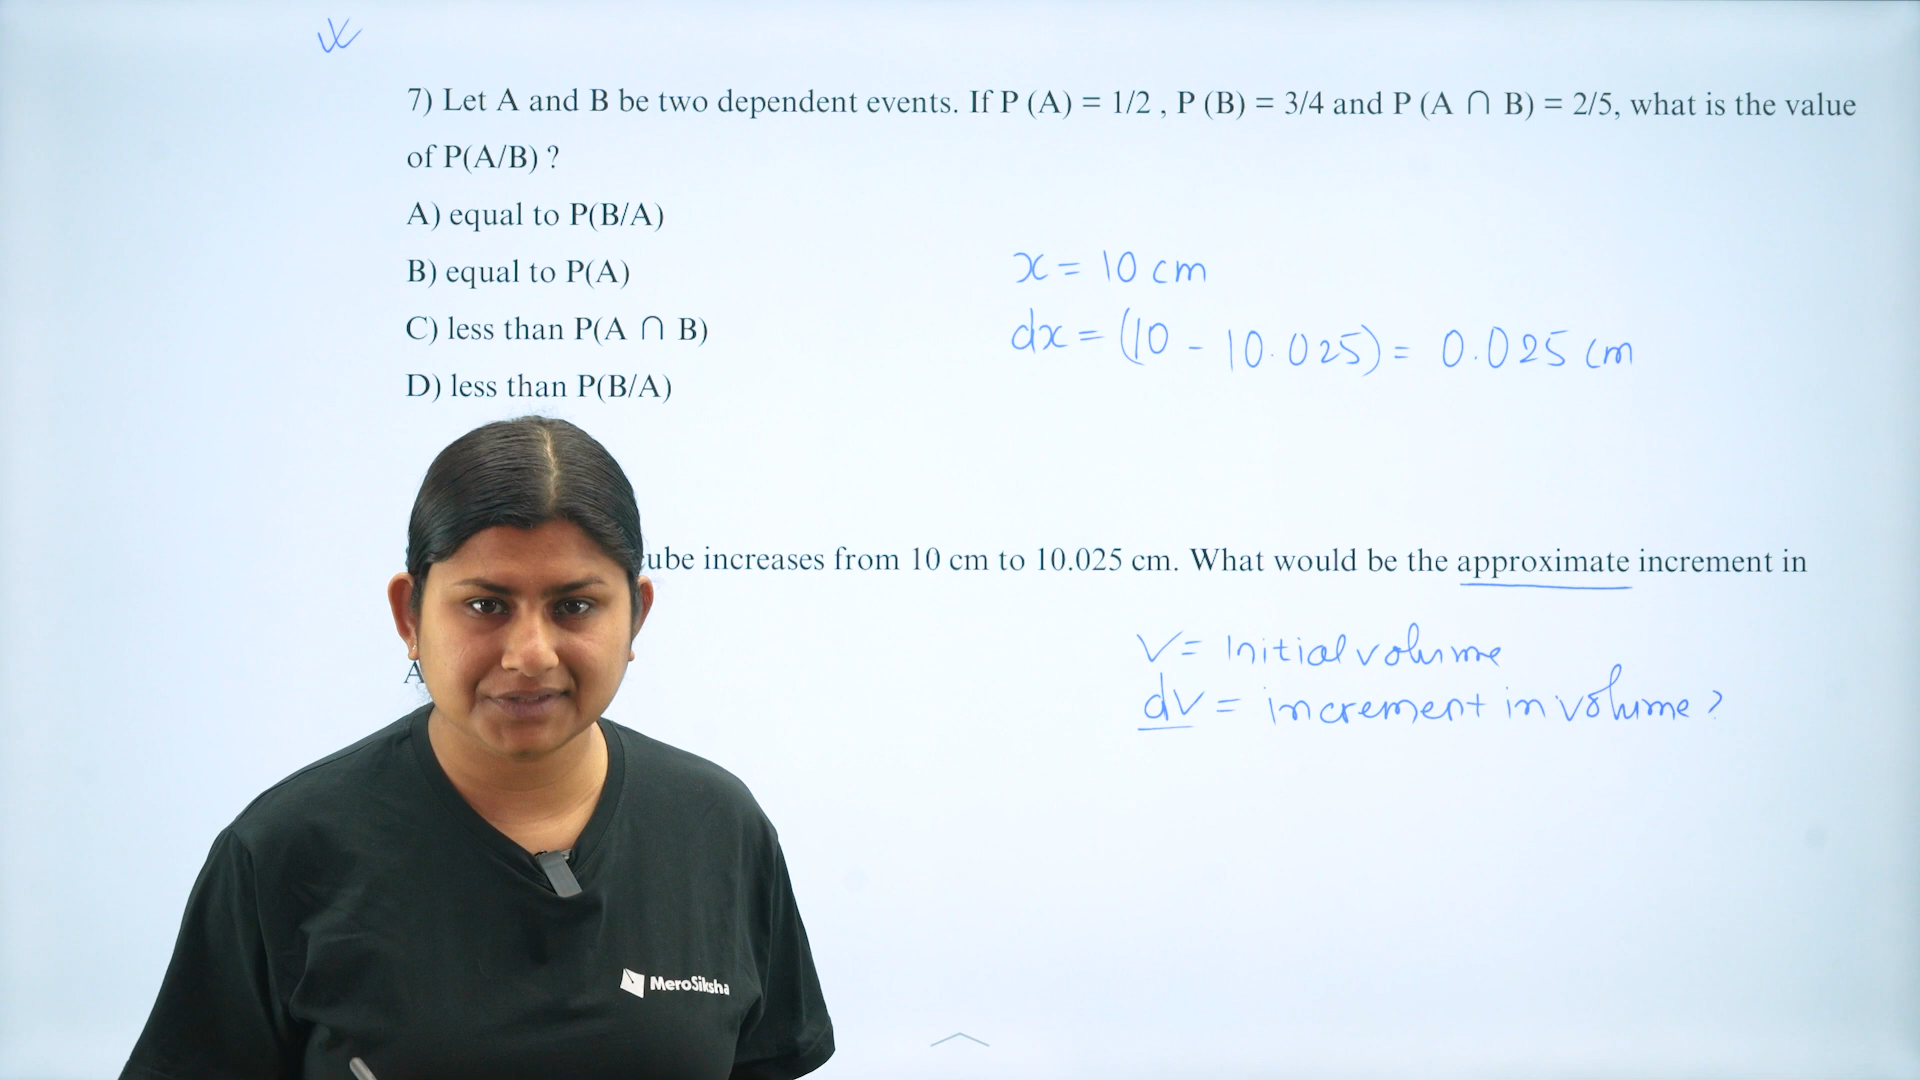 7) Let A and B be two dependent events. If P (A) = 1/2 , P (B) = 3/4 and P (A ∩ B) = 2/5, what is the value
of P(A/B) ?
A) equal to P(B/A)
B) equal to P(A)
C) less than P(A ∩ B)
D) less than P(B/A)
x = 10 cm
dx = (10 - 10.025) = 0.025 cm
increases from 10 cm to 10.025 cm. What would be the approximate increment in
V = Initial volume
dv = increment in volume ?
A
MeroSiksha